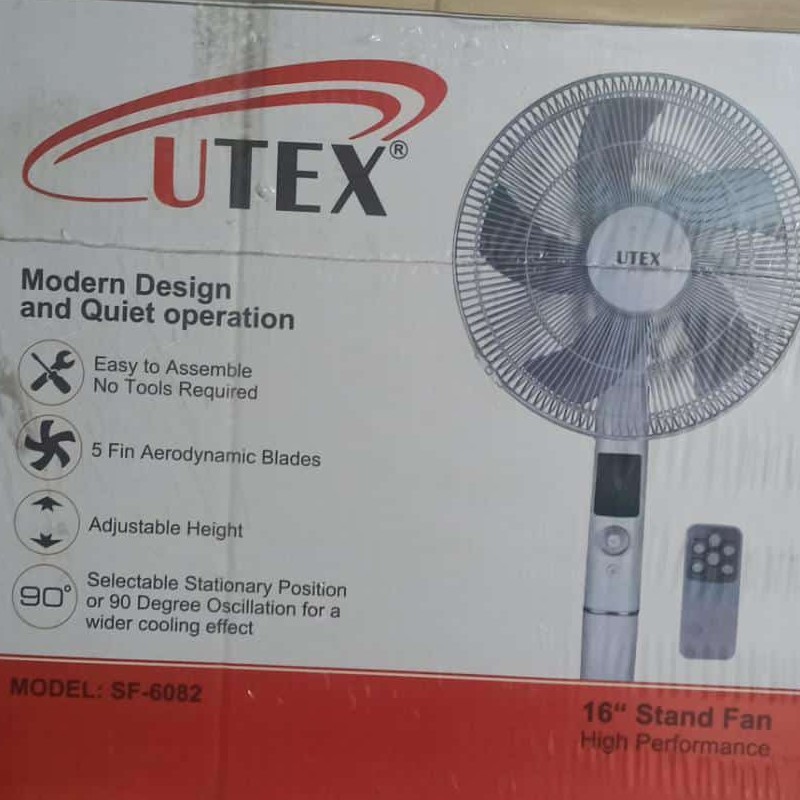 UTEX®
UTEX
Modern Design
and Quiet operation
Easy to Assemble
No Tools Required
5 Fin Aerodynamic Blades
Adjustable Height
90°
Selectable Stationary Position
or 90 Degree Oscillation for a
wider cooling effect
MODEL: SF-6082
16“ Stand Fan
High Performance